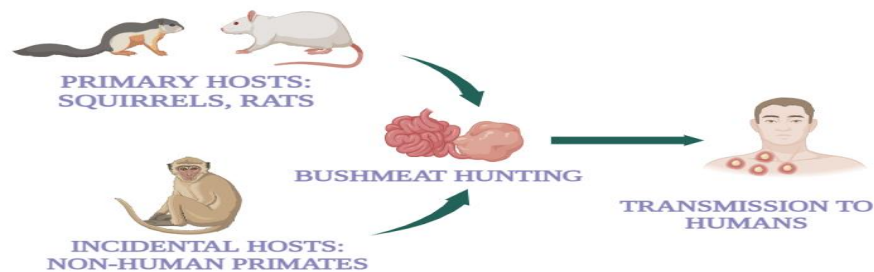 PRIMARY HOSTS:
SQUIRRELS, RATS
BUSHMEAT HUNTING
TRANSMISSION TO
HUMANS
INCIDENTAL HOSTS:
NON-HUMAN PRIMATES